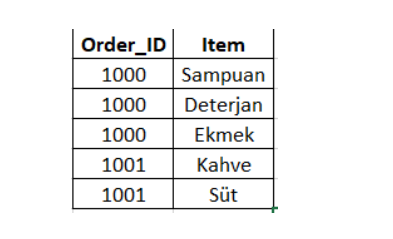 Order_ID Item
1000 Sampuan
1000 Deterjan
1000 Ekmek
1001 Kahve
1001 Süt